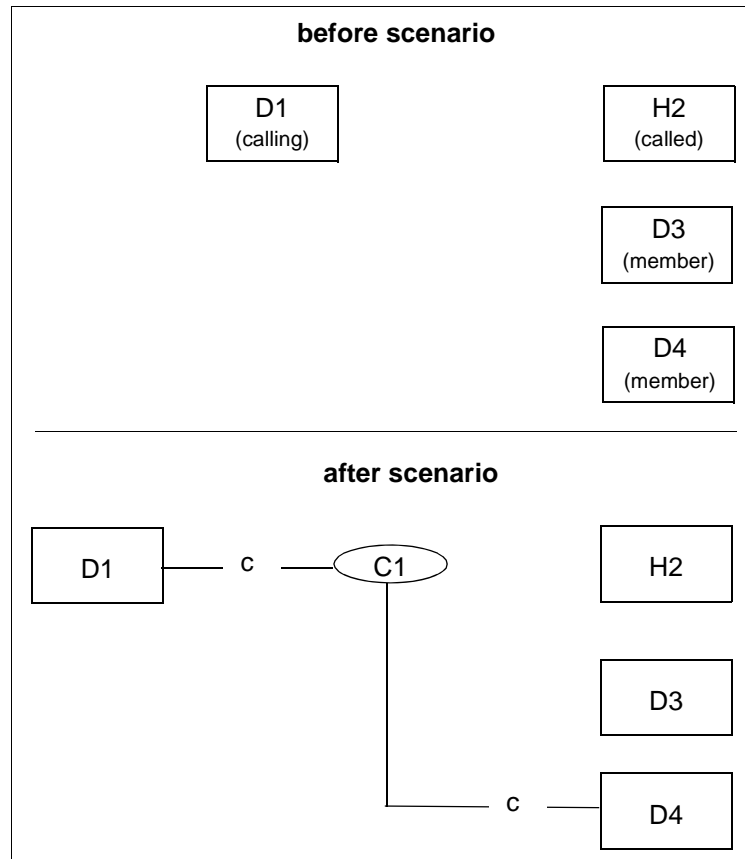 before scenario
D1
(calling)
H2
(called)
D3
(member)
D4
(member)
after scenario
D1
c
C1
H2
D3
c
D4